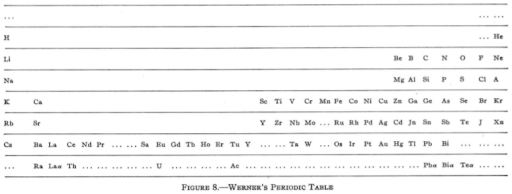 ... ... ...
H ... He
Li Be B C N O F Ne
Na Mg Al Si P S Cl A
K Ca Sc Ti V Cr Mn Fe Co Ni Cu Zn Ga Ge As Se Br Kr
Rb Sr Y Zr Nb Mo ... Ru Rh Pd Ag Cd Jn Sn Sb Te J Xa
Cs Ba La Ce Nd Pr ... ... Sa Eu Gd Tb Ho Er Tu Y ... ... Ta W ... Os Ir Pt Au Hg Tl Pb Bi ... ... ...
... Ra Laα Th ... ... ... ... ... U ... ... ... Ac ... ... ... ... ... ... ... ... ... ... ... Pbα Biα Teα ... ...
FIGURE 8.—WERNER'S PERIODIC TABLE